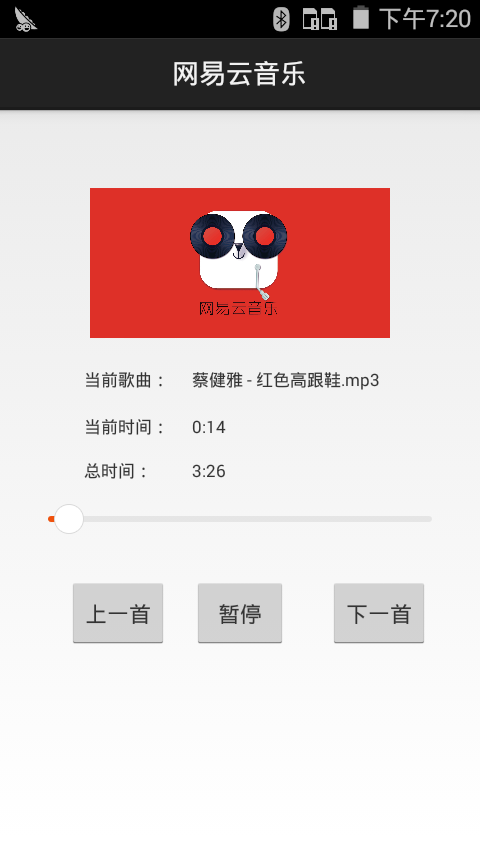 下午7:20
网易云音乐
网易云音乐
当前歌曲： 蔡健雅 - 红色高跟鞋.mp3
当前时间： 0:14
总时间： 3:26
上一首 暂停 下一首